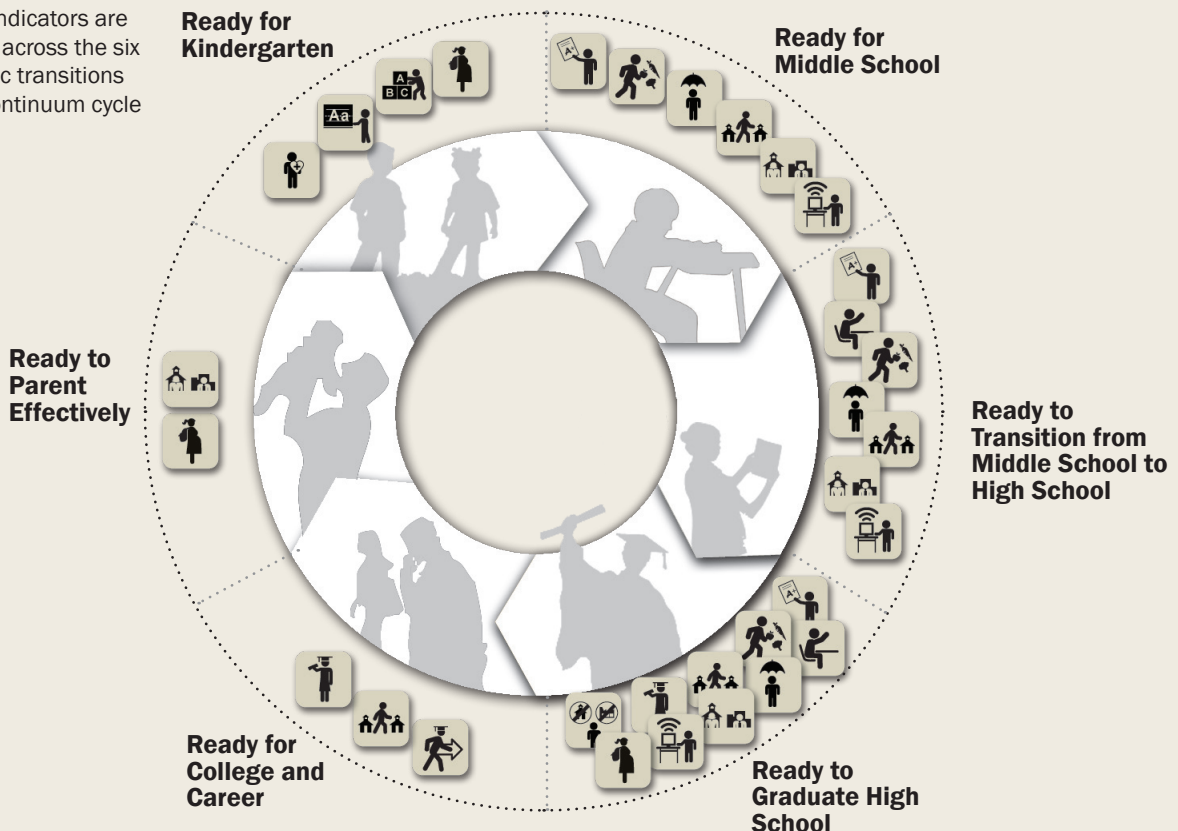 ndicators are
across the six
c transitions
ontinuum cycle
Ready for
Kindergarten
Ready for
Middle School
Ready to
Transition from
Middle School to
High School
Ready to
Graduate High
School
Ready for
College and
Career
Ready to
Parent
Effectively
A
B C
Aa
A+
A+
A+